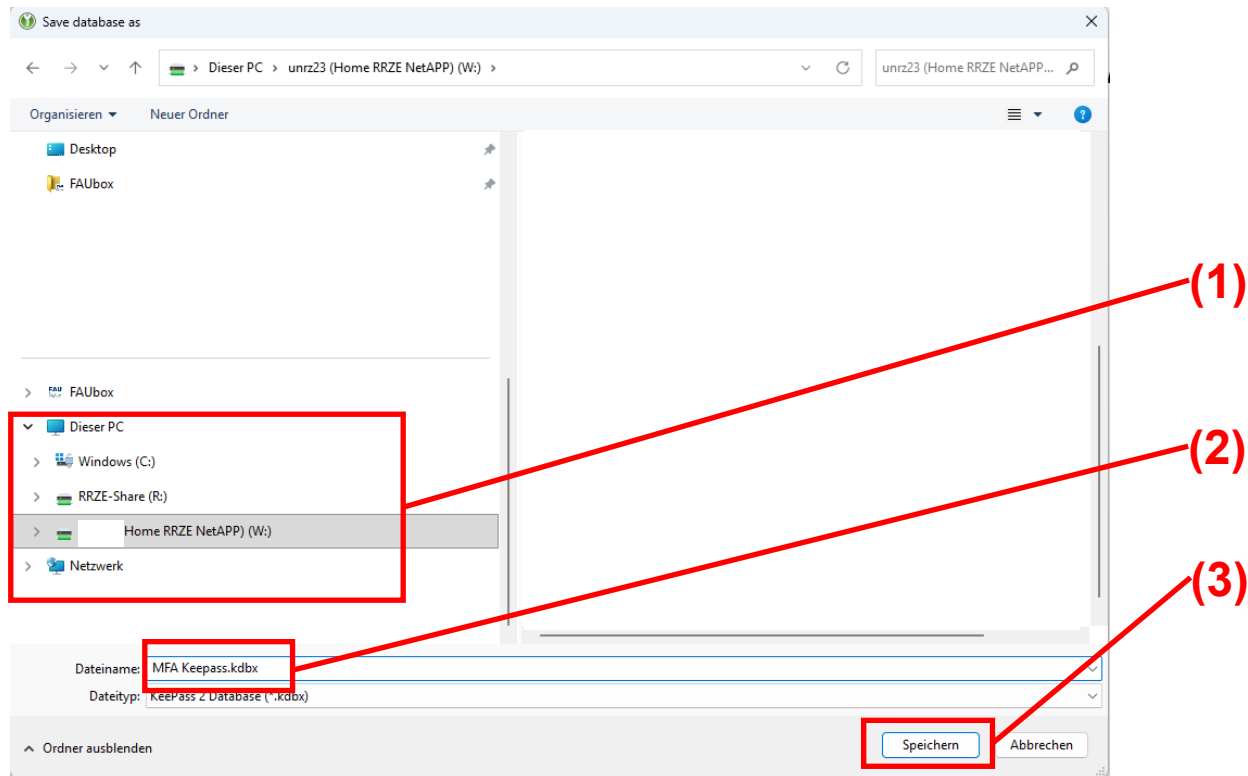 Save database as
Dieser PC > unrz23 (Home RRZE NetAPP) (W:) >
unrz23 (Home RRZE NetAPP...
Organisieren
Neuer Ordner
Desktop
FAUbox
(1)
FAU FAUbox
Dieser PC
Windows (C:)
RRZE-Share (R:)
Home RRZE NetAPP) (W:)
Netzwerk
(2)
(3)
Dateiname: MFA Keepass.kdbx
Dateityp: KeePass 2 Database (*.kdbx)
Ordner ausblenden
Speichern
Abbrechen